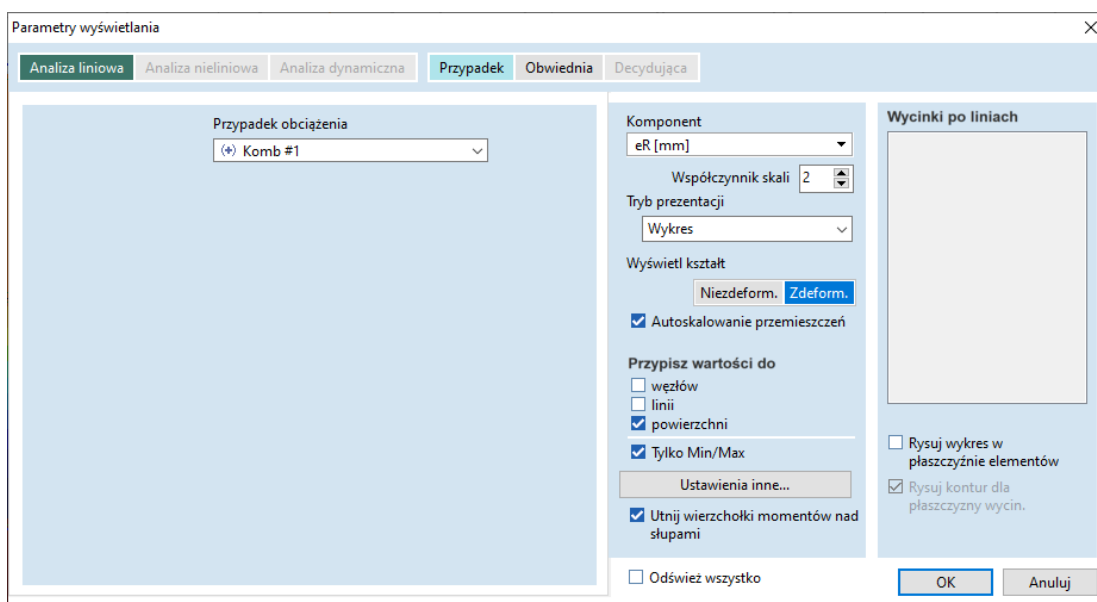 Parametry wyświetlania
Analiza liniowa Analiza nieliniowa Analiza dynamiczna Przypadek Obwiednia Decydująca
Przypadek obciążenia
(+) Komb #1
Komponent
eR [mm]
Współczynnik skali 2
Tryb prezentacji
Wykres
Wyświetl kształt
Niezdeform. Zdeform.
Autoskalowanie przemieszczeń
Przypisz wartości do
węzłów
linii
powierzchni
Tylko Min/Max
Ustawienia inne...
Utnij wierzchołki momentów nad
słupami
Odśwież wszystko
Wycinki po liniach
Rysuj wykres w
płaszczyźnie elementów
Rysuj kontur dla
płaszczyzny wycin.
OK Anuluj